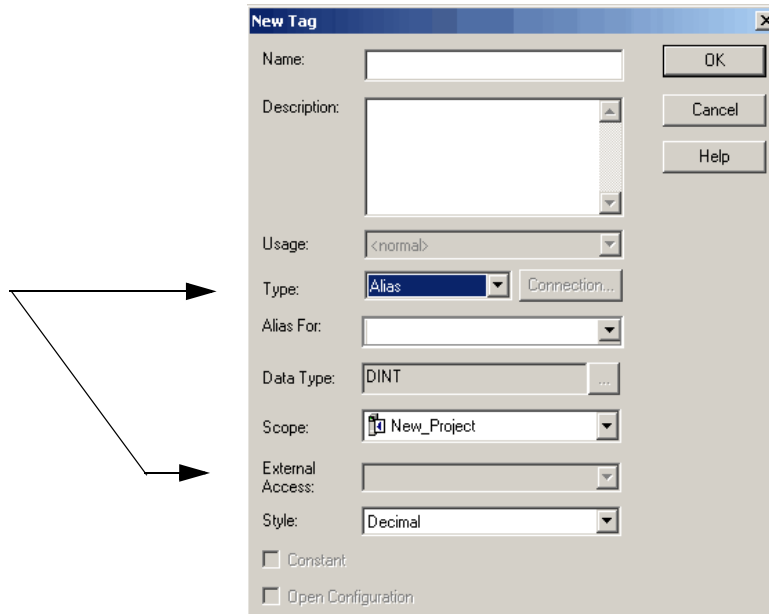 New Tag
Name:
OK
Description:
Cancel
Help
Usage: <normal>
Type: Alias Connection...
Alias For:
Data Type: DINT ...
Scope: New_Project
External
Access:
Style: Decimal
Constant
Open Configuration